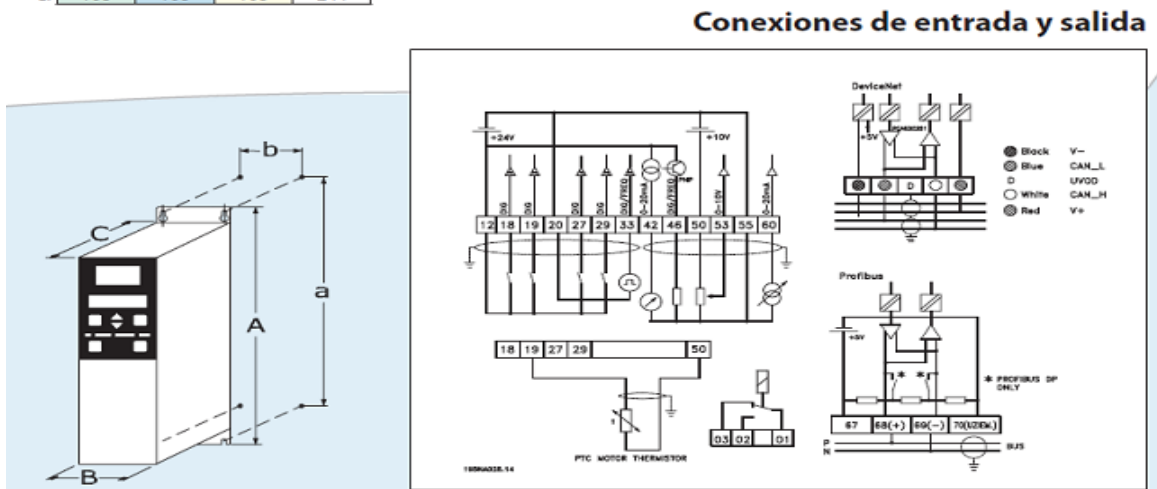 Conexiones de entrada y salida
b
C
a
A
B
+24V
+10V
PNP
DIG
DIG
DIG
DIG
DIG/FREQ
0-20mA
DIG/FREQ
0-10V
0-20mA
12 18 19 20 27 29 33 42 46 50 53 55 60
18 19 27 29 50
PTC MOTOR THERMISTOR
03 02 01
DeviceNet
+5V
D
Black V-
Blue CAN_L
D
White CAN_H
Red V+
Profibus
+5V
* *
* PROFIBUS DP
ONLY
67 68(+) 69(-)
P
N
BUS